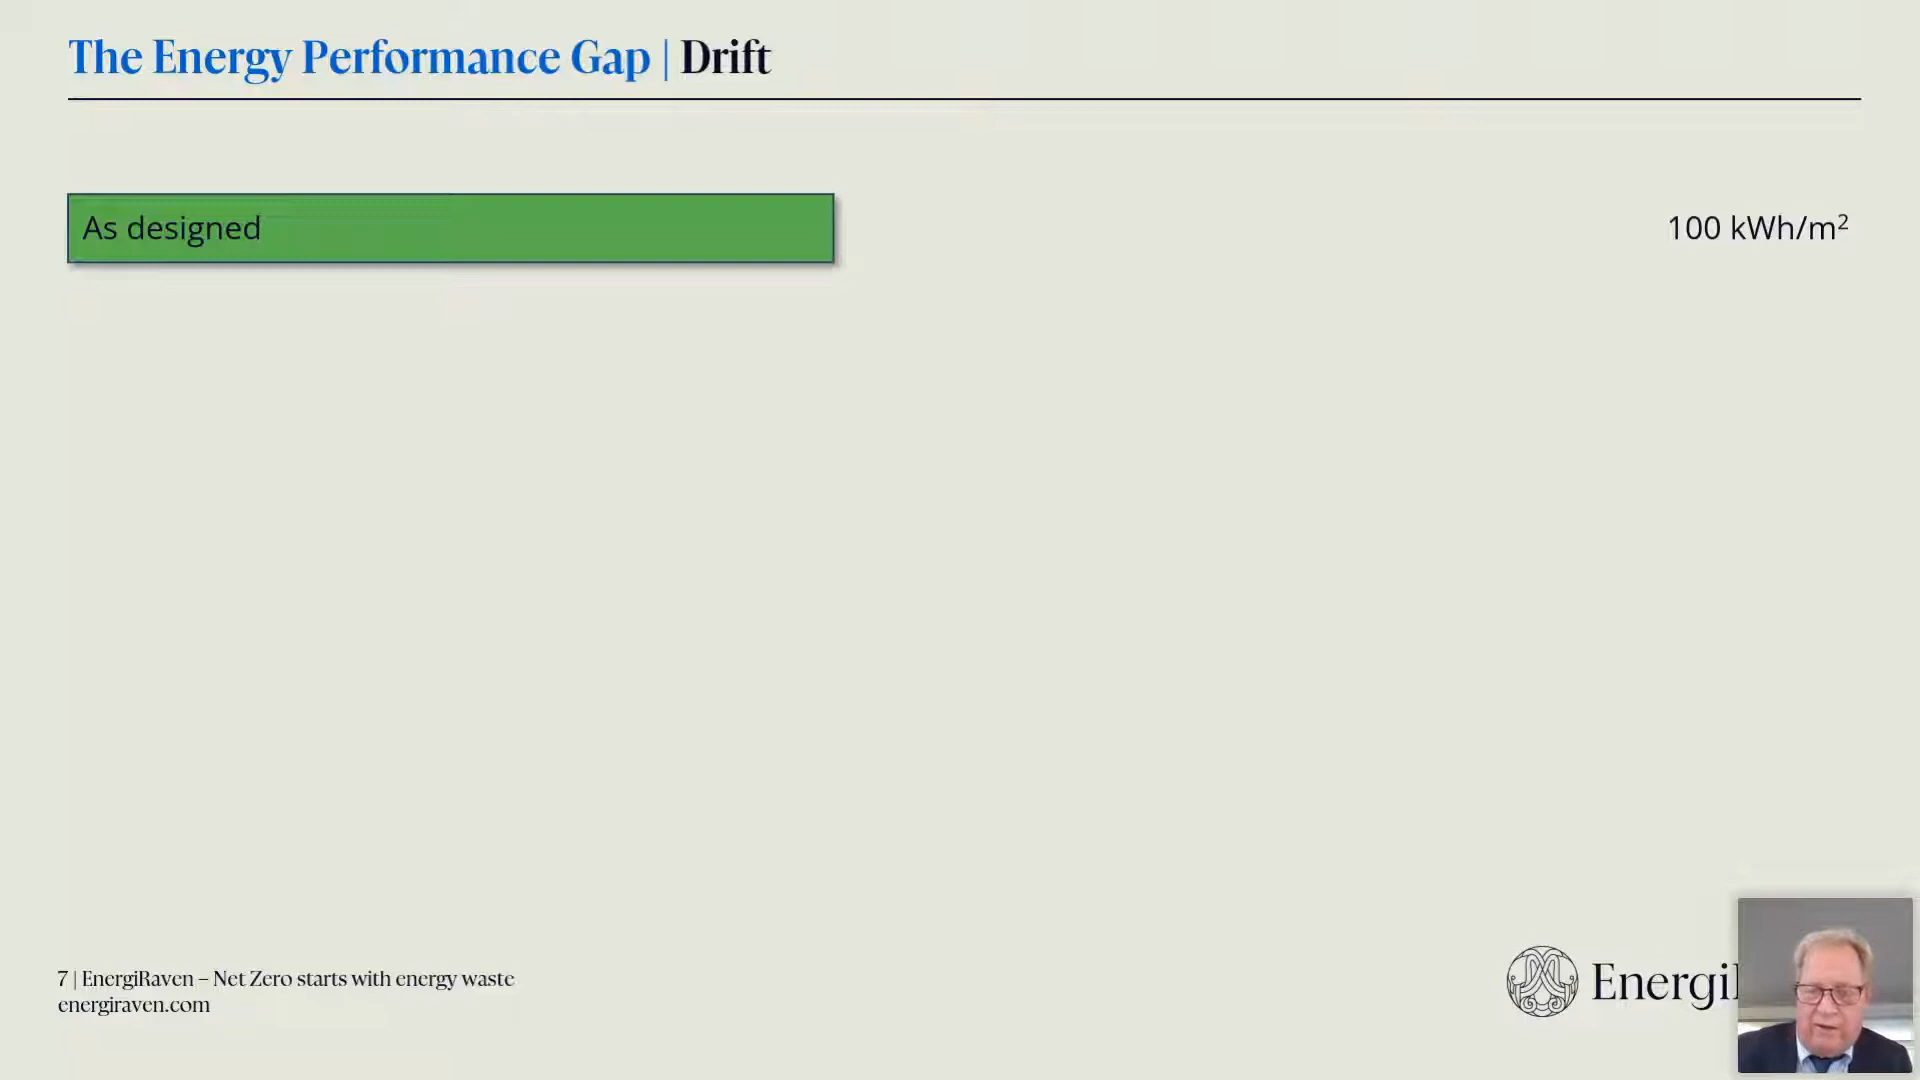 The Energy Performance Gap | Drift
As designed
100 kWh/m²
7 | EnergiRaven – Net Zero starts with energy waste
energiraven.com